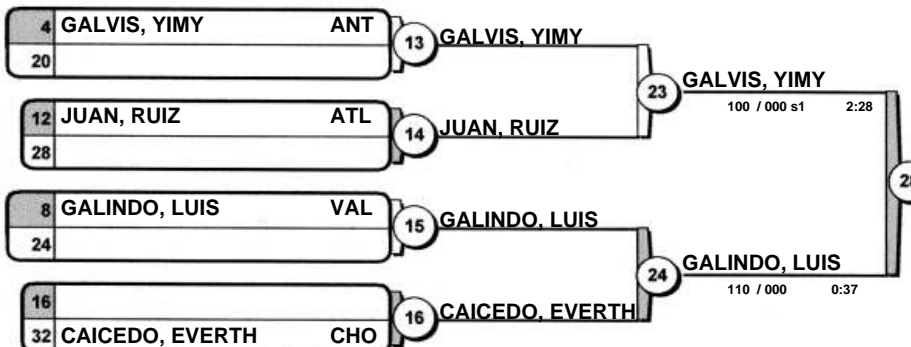 4 GALVIS, YIMY ANT
20
13 GALVIS, YIMY
12 JUAN, RUIZ ATL
28
14 JUAN, RUIZ
23 GALVIS, YIMY
100 / 000 s1 2:28
8 GALINDO, LUIS VAL
24
15 GALINDO, LUIS
16
32 CAICEDO, EVERTH CHO
16 CAICEDO, EVERTH
24 GALINDO, LUIS
110 / 000 0:37